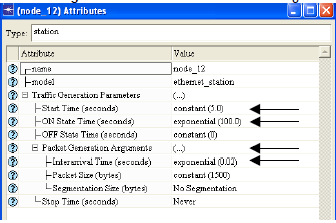 (node_12) Attributes
Type: station
Attribute Value
name node_12
model ethernet_station
Traffic Generation Parameters (...)
Start Time (seconds) constant (5.0)
ON State Time (seconds) exponential (100.0)
OFF State Time (seconds) constant (0)
Packet Generation Arguments (...)
Interarrival Time (seconds) exponential (0.02)
Packet Size (bytes) constant (1500)
Segmentation Size (bytes) No Segmentation
Stop Time (seconds) Never